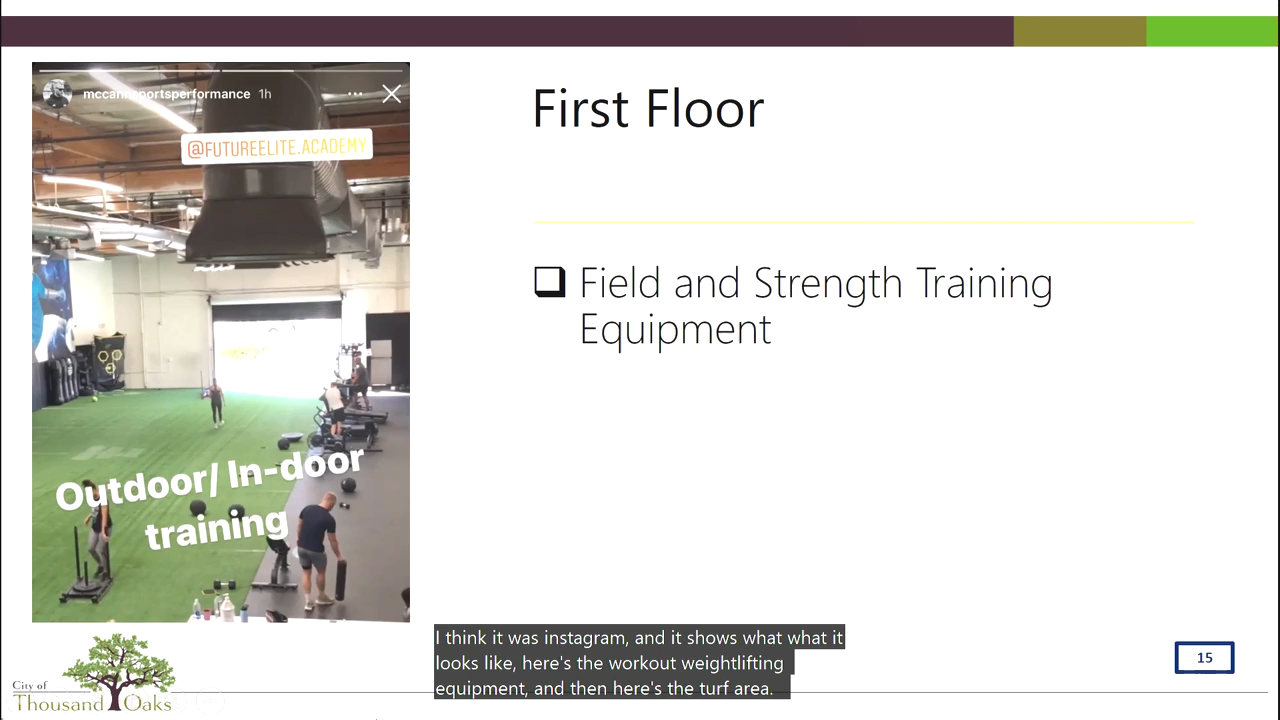 mccannsportsperformance 1h
@FUTUREELITE.ACADEMY
Outdoor/ In-door
training
First Floor
Field and Strength Training
Equipment
I think it was instagram, and it shows what what it
looks like, here's the workout weightlifting
equipment, and then here's the turf area.
15
City of
Thousand Oaks